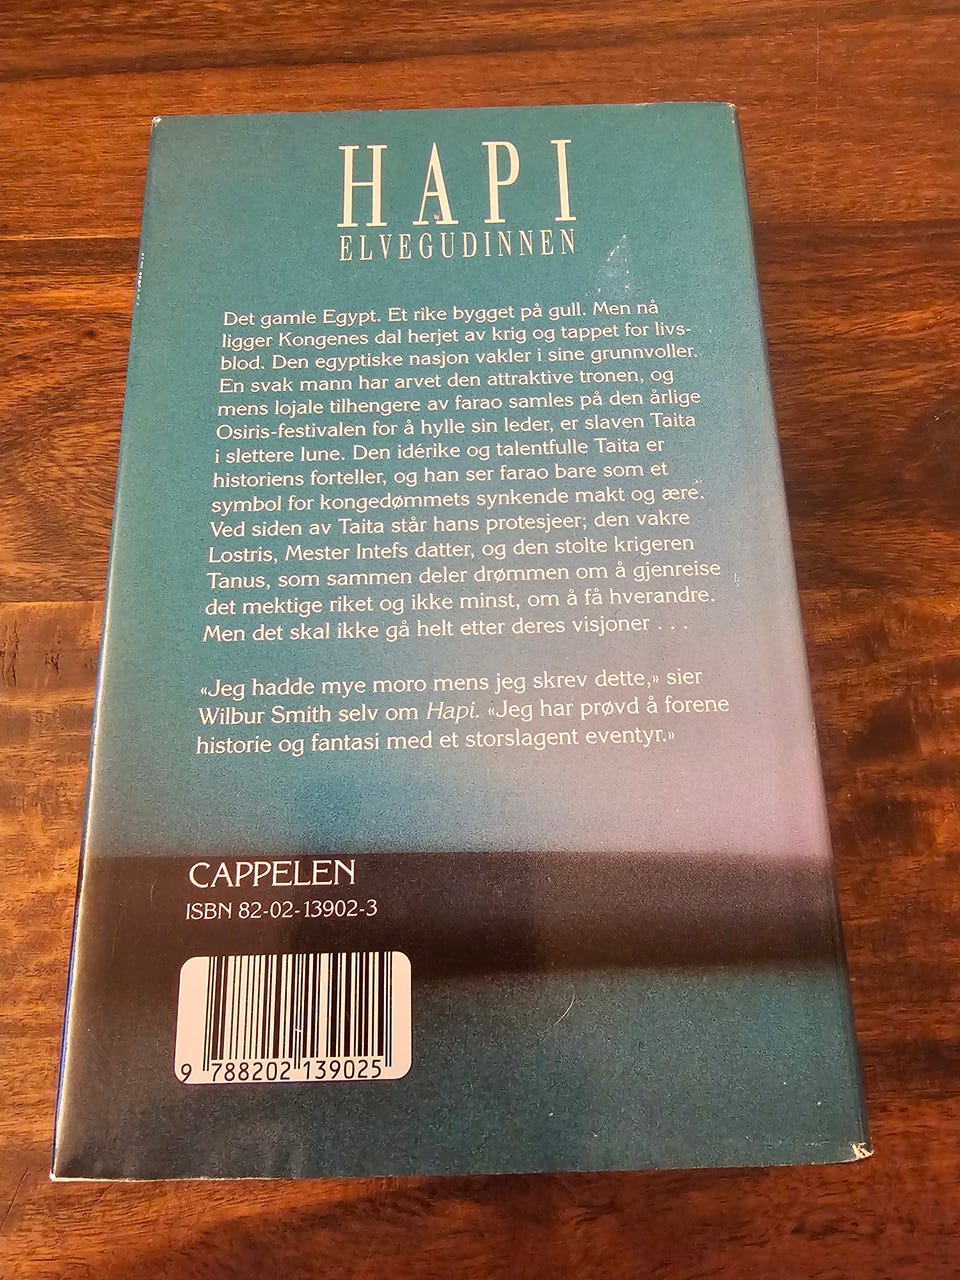 HAPI
ELVEGUDINNEN
Det gamle Egypt. Et rike bygget på gull. Men nå
ligger Kongenes dal herjet av krig og tappet for livs-
blod. Den egyptiske nasjon vakler i sine grunnvoller.
En svak mann har arvet den attraktive tronen, og
mens lojale tilhengere av farao samles på den årlige
Osiris-festivalen for å hylle sin leder, er slaven Taita
i slettere lune. Den idérike og talentfulle Taita er
historiens forteller, og han ser farao bare som et
symbol for kongedømmets synkende makt og ære.
Ved siden av Taita står hans protesjeer; den vakre
Lostris, Mester Intefs datter, og den stolte krigeren
Tanus, som sammen deler drømmen om å gjenreise
det mektige riket og ikke minst, om å få hverandre.
Men det skal ikke gå helt etter deres visjoner . . .
«Jeg hadde mye moro mens jeg skrev dette,» sier
Wilbur Smith selv om Hapi. «Jeg har prøvd å forene
historie og fantasi med et storslagent eventyr.»
CAPPELEN
ISBN 82-02-13902-3
9 788202 139025